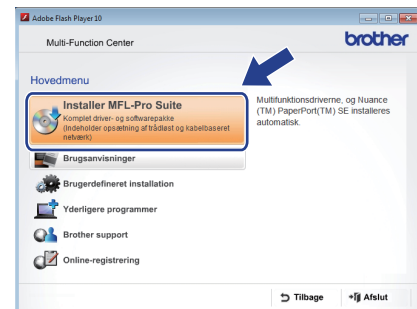 Adobe Flash Player 10
Multi-Function Center
brother
Hovedmenu
Installer MFL-Pro Suite
Komplet driver- og softwarepakke
(Indeholder opsætning af trådløst og kabelbaseret
netværk)
Multifunktionsdriverne, og Nuance
(TM) PaperPort(TM) SE installeres
automatisk.
Brugsanvisninger
Brugerdefineret installation
Yderligere programmer
Brother support
Online-registrering
Tilbage
Afslut